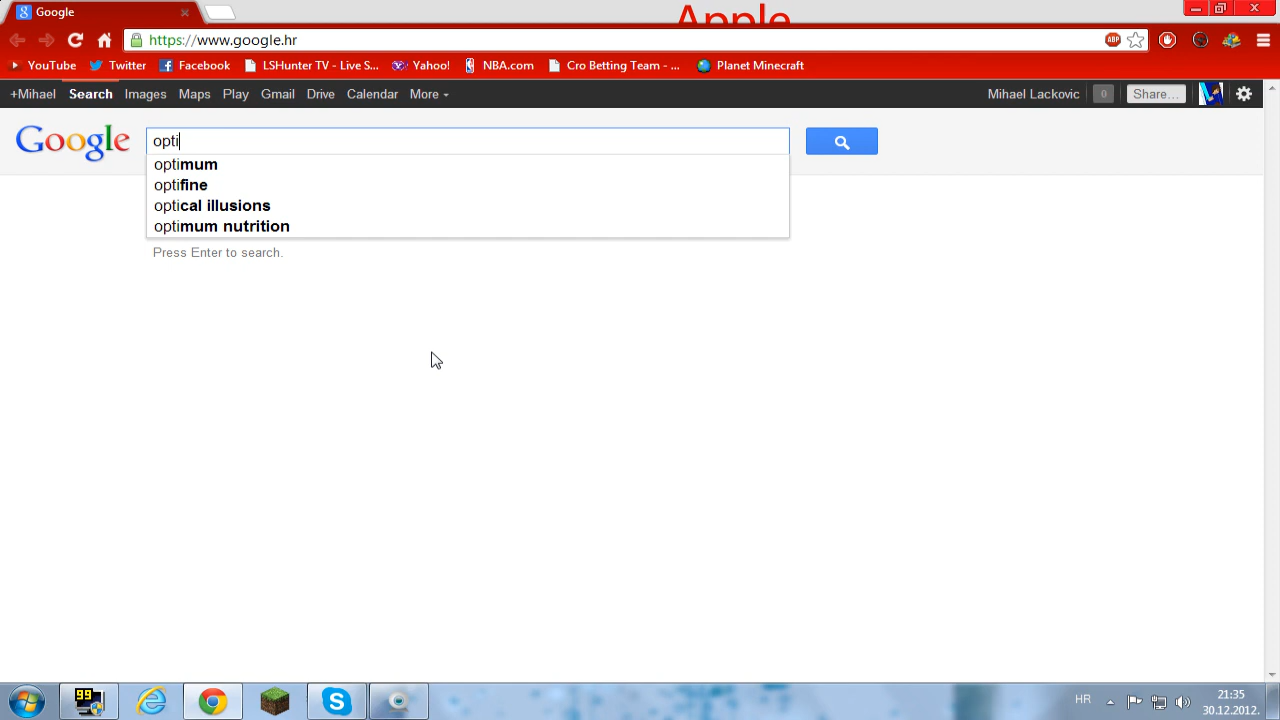 Google
Apple
https://www.google.hr
ABP
YouTube Twitter Facebook LSHunter TV - Live S... Yahoo! NBA.com Cro Betting Team - ... Planet Minecraft
+Mihael Search Images Maps Play Gmail Drive Calendar More Mihael Lackovic 0 Share...
Google opti
optimum
optifine
optical illusions
optimum nutrition
Press Enter to search.
99
HR
21:35
30.12.2012.